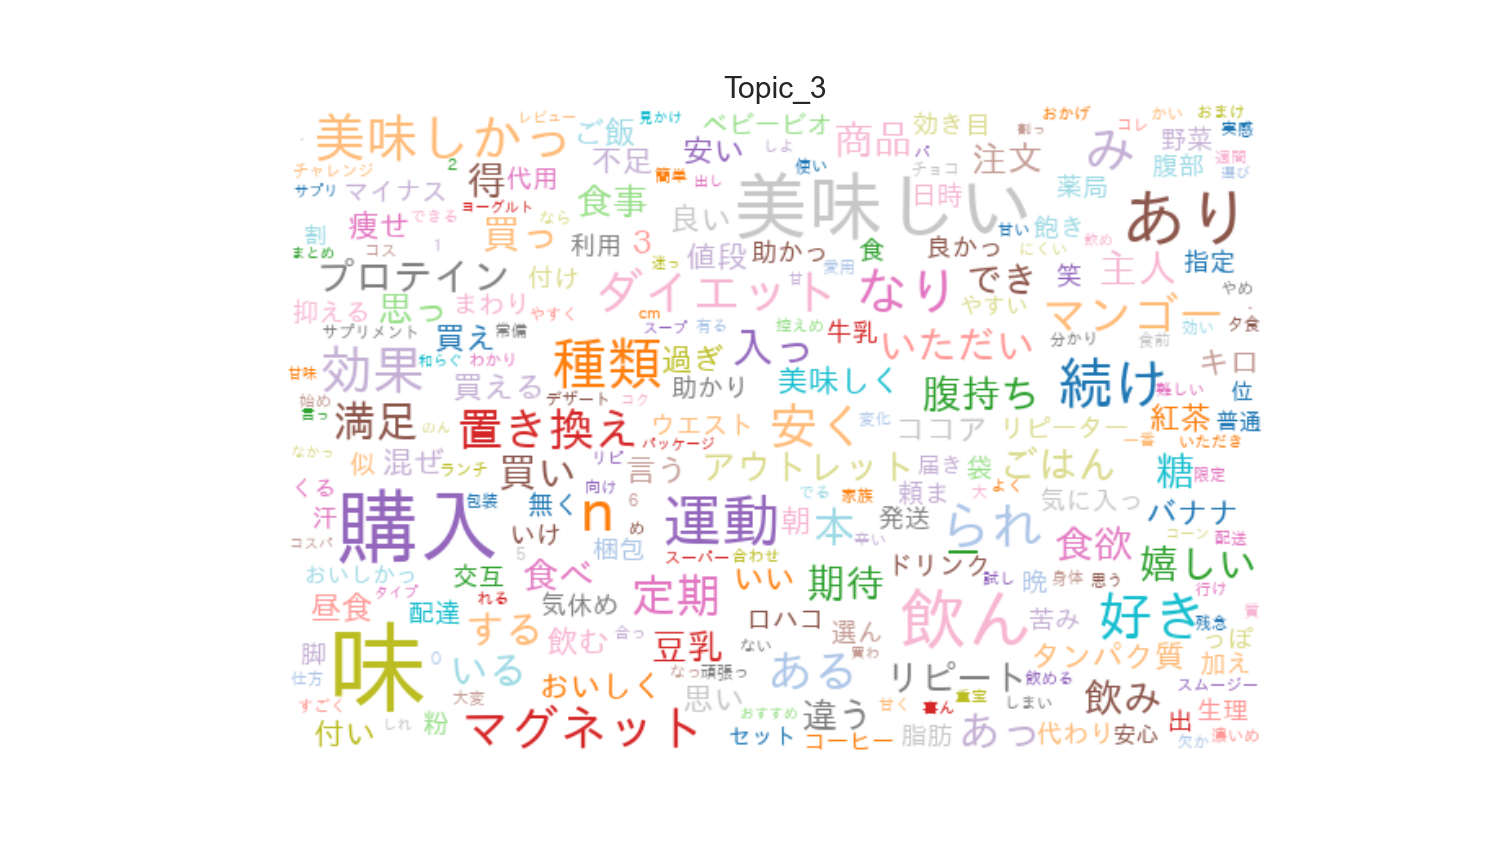 Topic_3
レビュー
見かけ
おかげ
かい
おまけ
美味しかっ
ご飯
ベビービオ
商品
効き目
コレ
み
野菜
実感
チャレンジ
2
不足
安い
しよ
使い
パ
チョコ
注文
腹部
週間
選び
サプリ
マイナス
得
代用
食事
簡単
出し
美味しい
日時
薬局
あり
ヨーグルト
痩せ
できる
割
買っ
なら
良い
甘い
飽き
まとめ
コス
1
利用
3
値段
助かっ
食
良かっ
にくい
飲め
プロテイン
付け
迷っ
ダイエット
甘
愛用
なり
でき
笑
主人
指定
やめ
抑える
思っ
まわり
やすく
cm
スープ
有る
控えめ
牛乳
やすい
マンゴー
効い
夕食
サプリメント
買え
常備
入っ
いただい
分かり
食前
甘味
効果
和らぐ
わかり
種類
過ぎ
助かり
美味しく
腹持ち
続け
キロ
難しい
位
始め
言っ
買える
デザート
コク
満足
のん
置き換え
ウエスト
パッケージ
安く
変化
ココア
リピーター
一番
紅茶
普通
いただき
なかっ
似
混ぜ
ランチ
買い
リピ
言う
アウトレット
届き
袋
ごはん
糖
限定
くる
汗
購入
包装
無く
向け
n
6
運動
朝
でる
家族
本
頼ま
大
よく
気に入っ
バナナ
コスパ
いけ
5
め
梱包
スーパー
合わせ
辛い
発送
られ
食欲
コーン
配送
おいしかっ
交互
食べ
いい
期待
ドリンク
ー
試し
晩
身体
思う
嬉しい
昼食
タイプ
配達
れる
気休め
定期
ロハコ
選ん
飲ん
苦み
好き
行け
残念
質
する
飲む
合っ
豆乳
ない
買わ
っぽ
脚
味
0
いる
なっ
頑張っ
ある
リピート
飲める
タンパク質
加え
仕方
大変
おいしく
思い
重宝
しまい
飲み
スムージー
すごく
付い
しれ
粉
マグネット
おすすめ
セット
違う
コーヒー
甘く
喜ん
脂肪
あっ
代わり
安心
出
生理
欠か
濃いめ